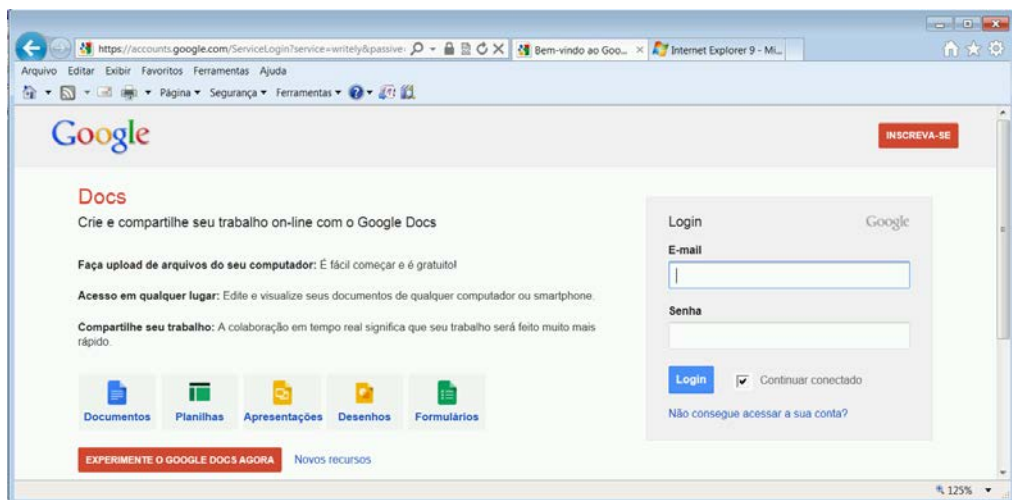 https://accounts.google.com/ServiceLogin?service=writely&passive= Bem-vindo ao Goo... Internet Explorer 9 - Mi...
Arquivo Editar Exibir Favoritos Ferramentas Ajuda
Página Segurança Ferramentas
Google
INSCREVA-SE
Docs
Crie e compartilhe seu trabalho on-line com o Google Docs
Faça upload de arquivos do seu computador: É fácil começar e é gratuito!
Acesso em qualquer lugar: Edite e visualize seus documentos de qualquer computador ou smartphone.
Compartilhe seu trabalho: A colaboração em tempo real significa que seu trabalho será feito muito mais
rápido.
Documentos Planilhas Apresentações Desenhos Formulários
EXPERIMENTE O GOOGLE DOCS AGORA Novos recursos
Login Google
E-mail
Senha
Login Continuar conectado
Não consegue acessar a sua conta?
125%